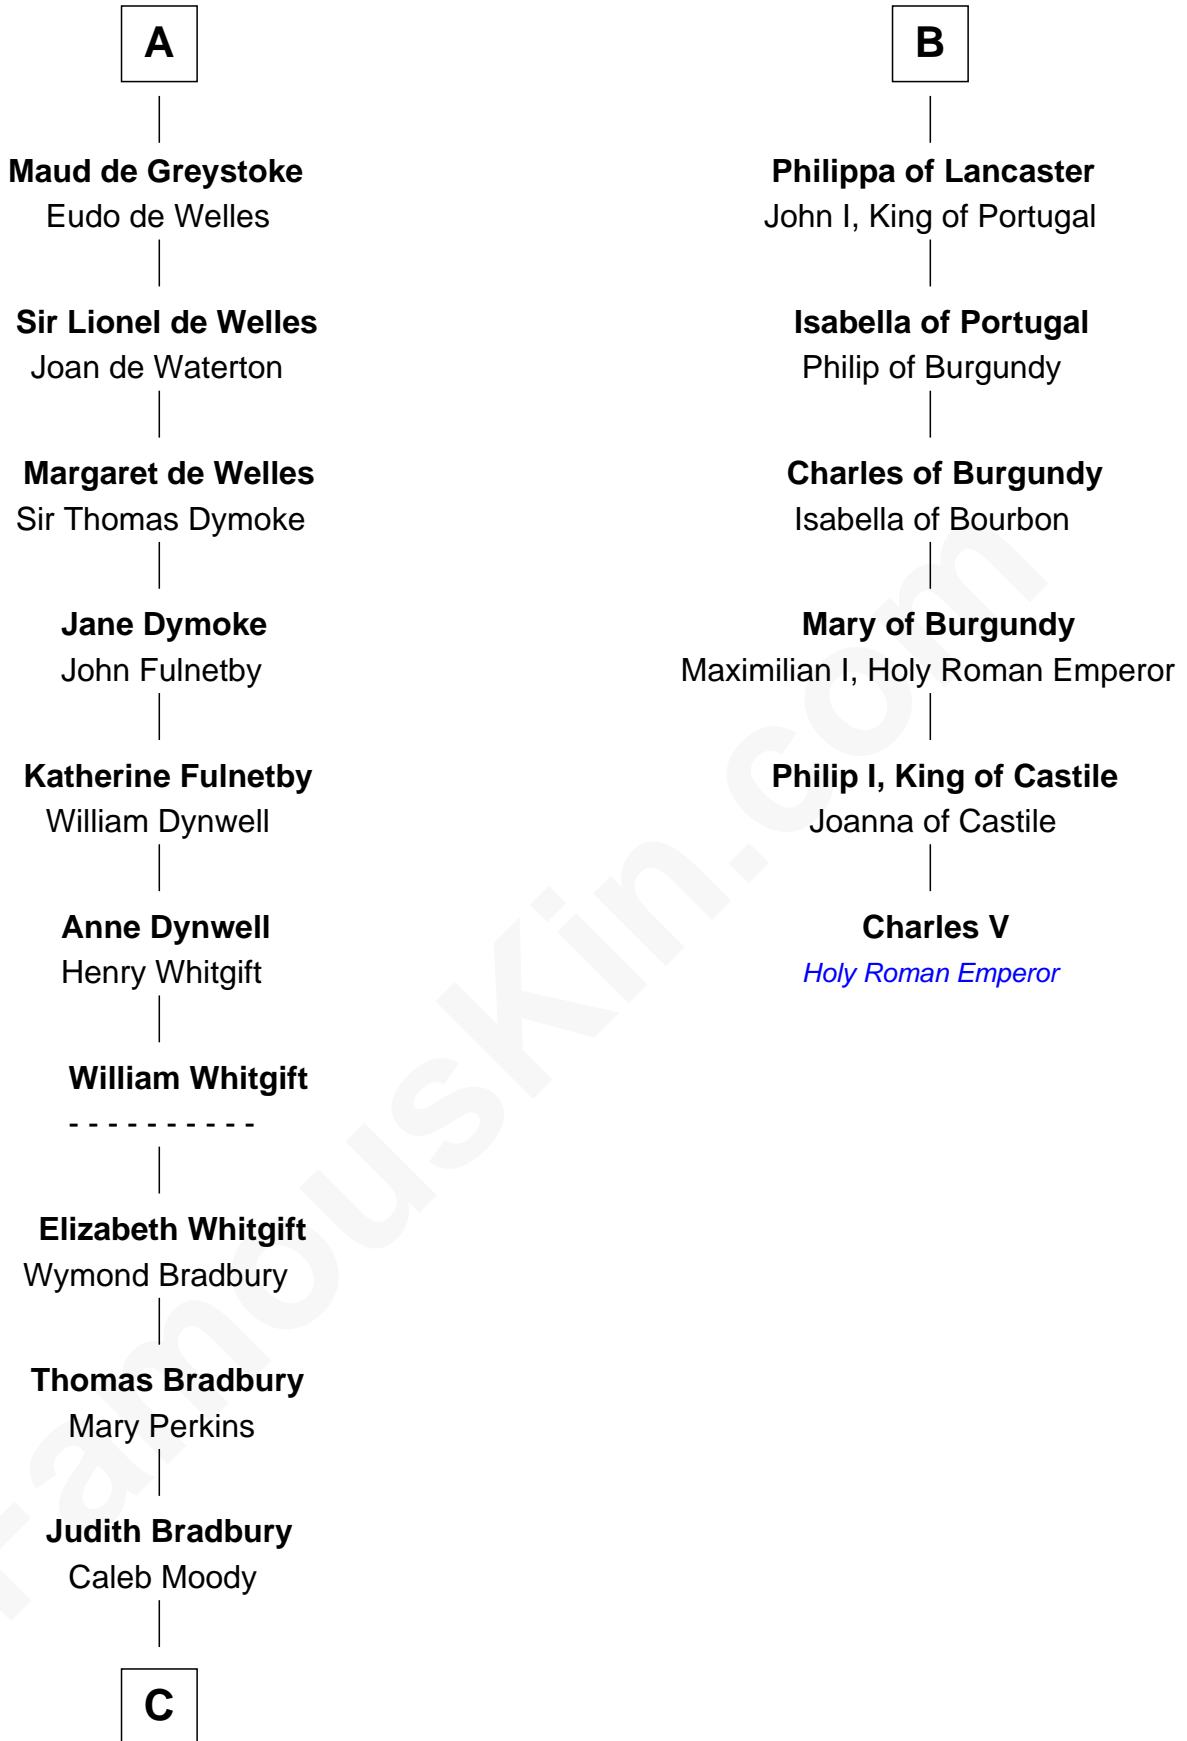 A
Maud de Greystoke
Eudo de Welles
Sir Lionel de Welles
Joan de Waterton
Margaret de Welles
Sir Thomas Dymoke
Jane Dymoke
John Fulnetby
Katherine Fulnetby
William Dynwell
Anne Dynwell
Henry Whitgift
William Whitgift
- - - - - - - - - -
Elizabeth Whitgift
Wymond Bradbury
Thomas Bradbury
Mary Perkins
Judith Bradbury
Caleb Moody
C
B
Philippa of Lancaster
John I, King of Portugal
Isabella of Portugal
Philip of Burgundy
Charles of Burgundy
Isabella of Bourbon
Mary of Burgundy
Maximilian I, Holy Roman Emperor
Philip I, King of Castile
Joanna of Castile
Charles V
Holy Roman Emperor
FamousKin.com